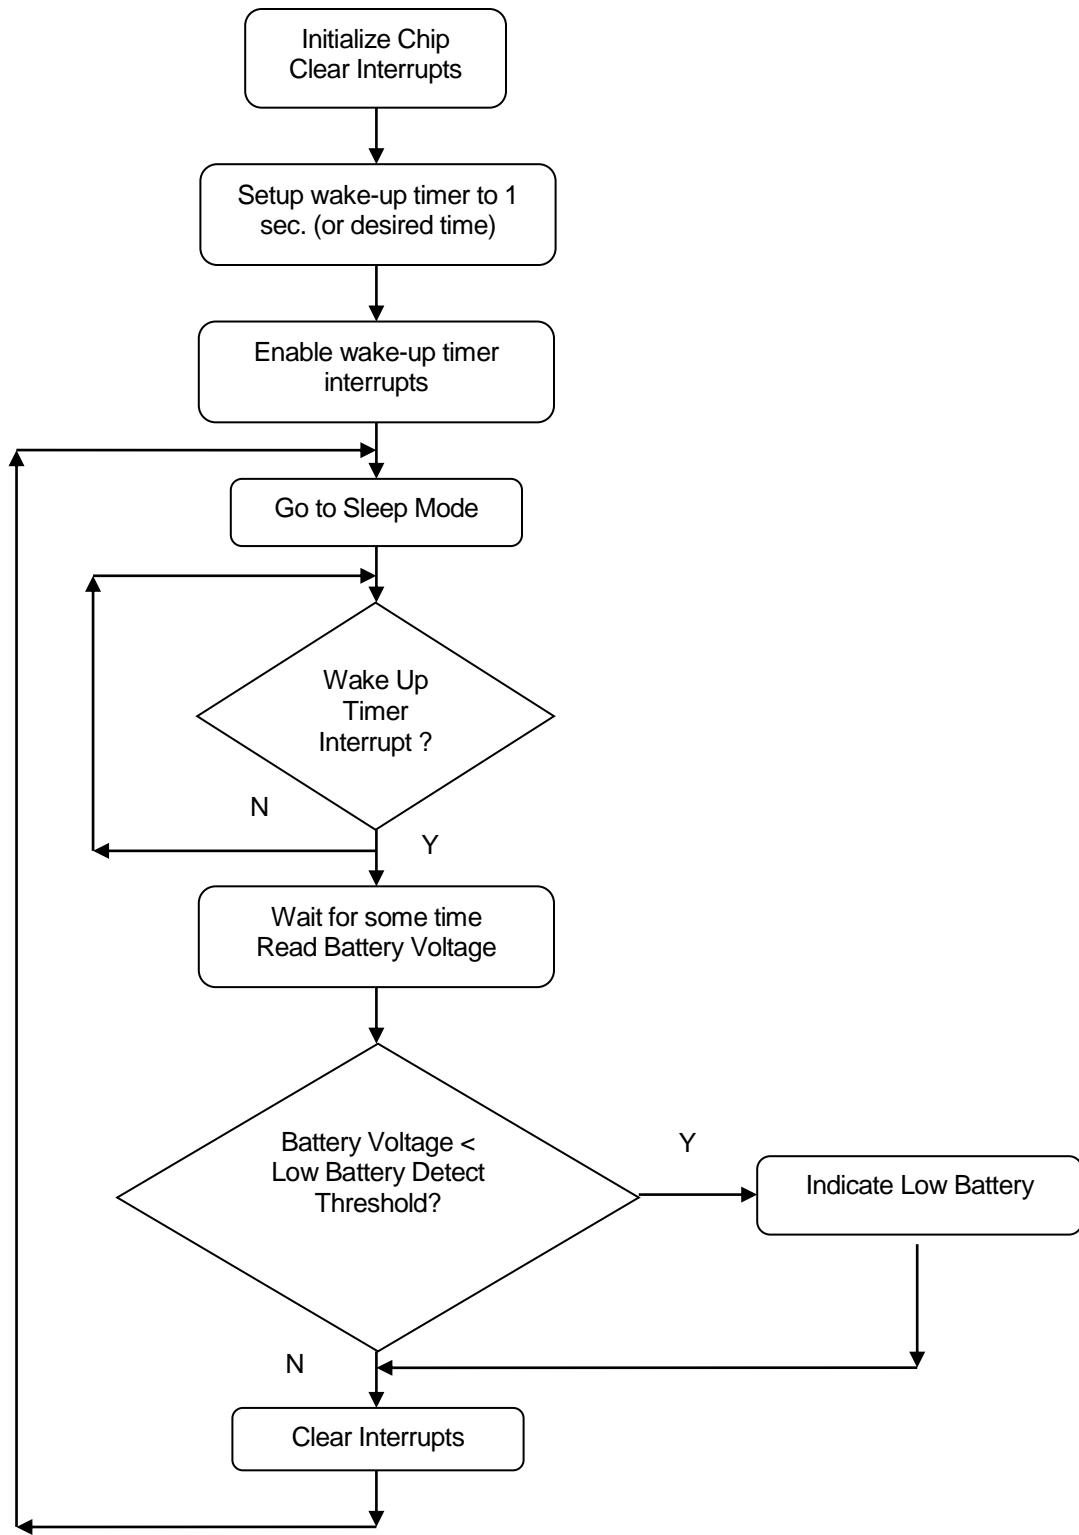 Initialize Chip
Clear Interrupts
Setup wake-up timer to 1
sec. (or desired time)
Enable wake-up timer
interrupts
Go to Sleep Mode
Wake Up
Timer
Interrupt ?
N
Y
Wait for some time
Read Battery Voltage
Battery Voltage <
Low Battery Detect
Threshold?
Y
Indicate Low Battery
N
Clear Interrupts